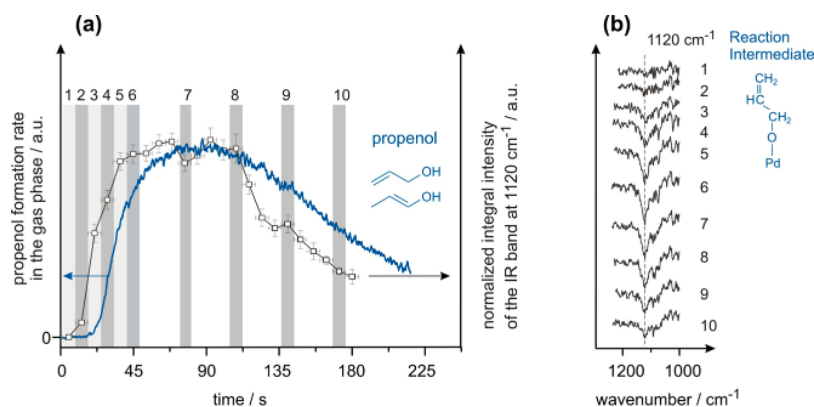 (a)
1 2 3 4 5 6 7 8 9 10
propenol formation rate
in the gas phase / a.u.
0
propenol
OH
OH
normalized integral intensity
of the IR band at 1120 cm⁻¹ / a.u.
0 45 90 135 180 225
time / s
(b)
1120 cm⁻¹
Reaction
Intermediate
1
2
3
4
5
6
7
8
9
10
CH₂
HC
CH₂
O
Pd
1200 1000
wavenumber / cm⁻¹